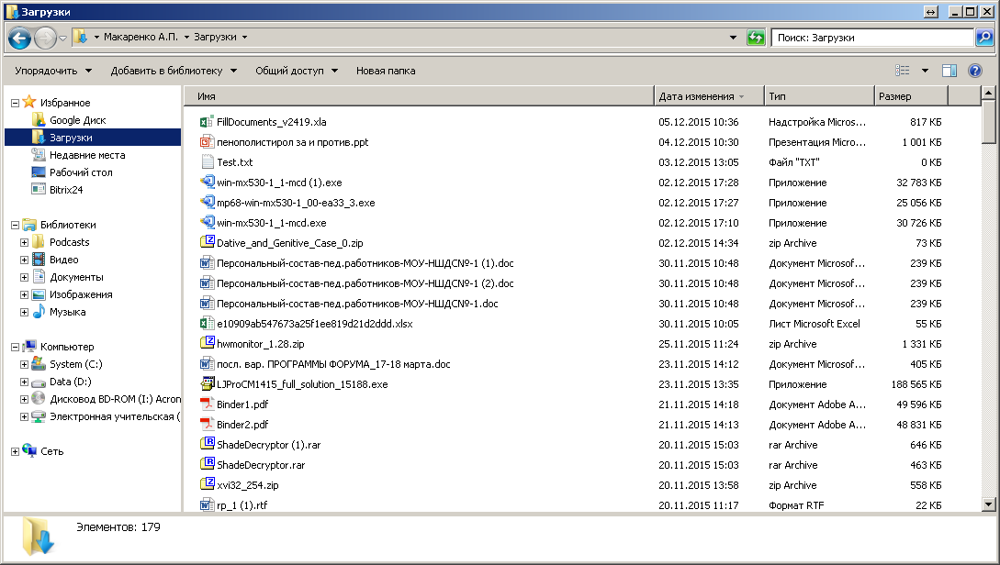 Загрузки
Макаренко А.П. Загрузки
Поиск: Загрузки
Упорядочить Добавить в библиотеку Общий доступ Новая папка
Избранное
Google Диск
Загрузки
Недавние места
Рабочий стол
Bitrix24
Библиотеки
Podcasts
Видео
Документы
Изображения
Музыка
Компьютер
System (C:)
Data (D:)
Дисковод BD-ROM (I:) Acron
Электронная учительская (
Сеть
Имя Дата изменения Тип Размер
FillDocuments_v2419.xla 05.12.2015 10:36 Надстройка Micros... 817 КБ
пенополистирол за и против.ppt 04.12.2015 10:30 Презентация Micro... 1 001 КБ
Test.txt 03.12.2015 13:05 Файл "TXT" 0 КБ
win-mx530-1_1-mcd (1).exe 02.12.2015 17:28 Приложение 32 783 КБ
mp68-win-mx530-1_00-ea33_3.exe 02.12.2015 17:27 Приложение 25 056 КБ
win-mx530-1_1-mcd.exe 02.12.2015 17:10 Приложение 30 726 КБ
Dative_and_Genitive_Case_0.zip 02.12.2015 14:34 zip Archive 73 КБ
Персональный-состав-пед.работников-МОУ-НШДС№-1 (1).doc 30.11.2015 10:48 Документ Microsof... 239 КБ
Персональный-состав-пед.работников-МОУ-НШДС№-1 (2).doc 30.11.2015 10:48 Документ Microsof... 239 КБ
Персональный-состав-пед.работников-МОУ-НШДС№-1.doc 30.11.2015 10:48 Документ Microsof... 239 КБ
e10909ab547673a25f1ee819d21d2ddd.xlsx 30.11.2015 10:05 Лист Microsoft Excel 55 КБ
hwmonitor_1.28.zip 25.11.2015 11:24 zip Archive 1 331 КБ
посл. вар. ПРОГРАММЫ ФОРУМА_17-18 марта.doc 23.11.2015 14:12 Документ Microsof... 405 КБ
LJProCM1415_full_solution_15188.exe 23.11.2015 13:35 Приложение 188 565 КБ
Binder1.pdf 21.11.2015 14:18 Документ Adobe A... 49 596 КБ
Binder2.pdf 21.11.2015 14:13 Документ Adobe A... 48 831 КБ
ShadeDecryptor (1).rar 20.11.2015 15:03 rar Archive 646 КБ
ShadeDecryptor.rar 20.11.2015 15:03 rar Archive 463 КБ
xvi32_254.zip 20.11.2015 13:58 zip Archive 558 КБ
rp_1 (1).rtf 20.11.2015 11:17 Формат RTF 22 КБ
Элементов: 179